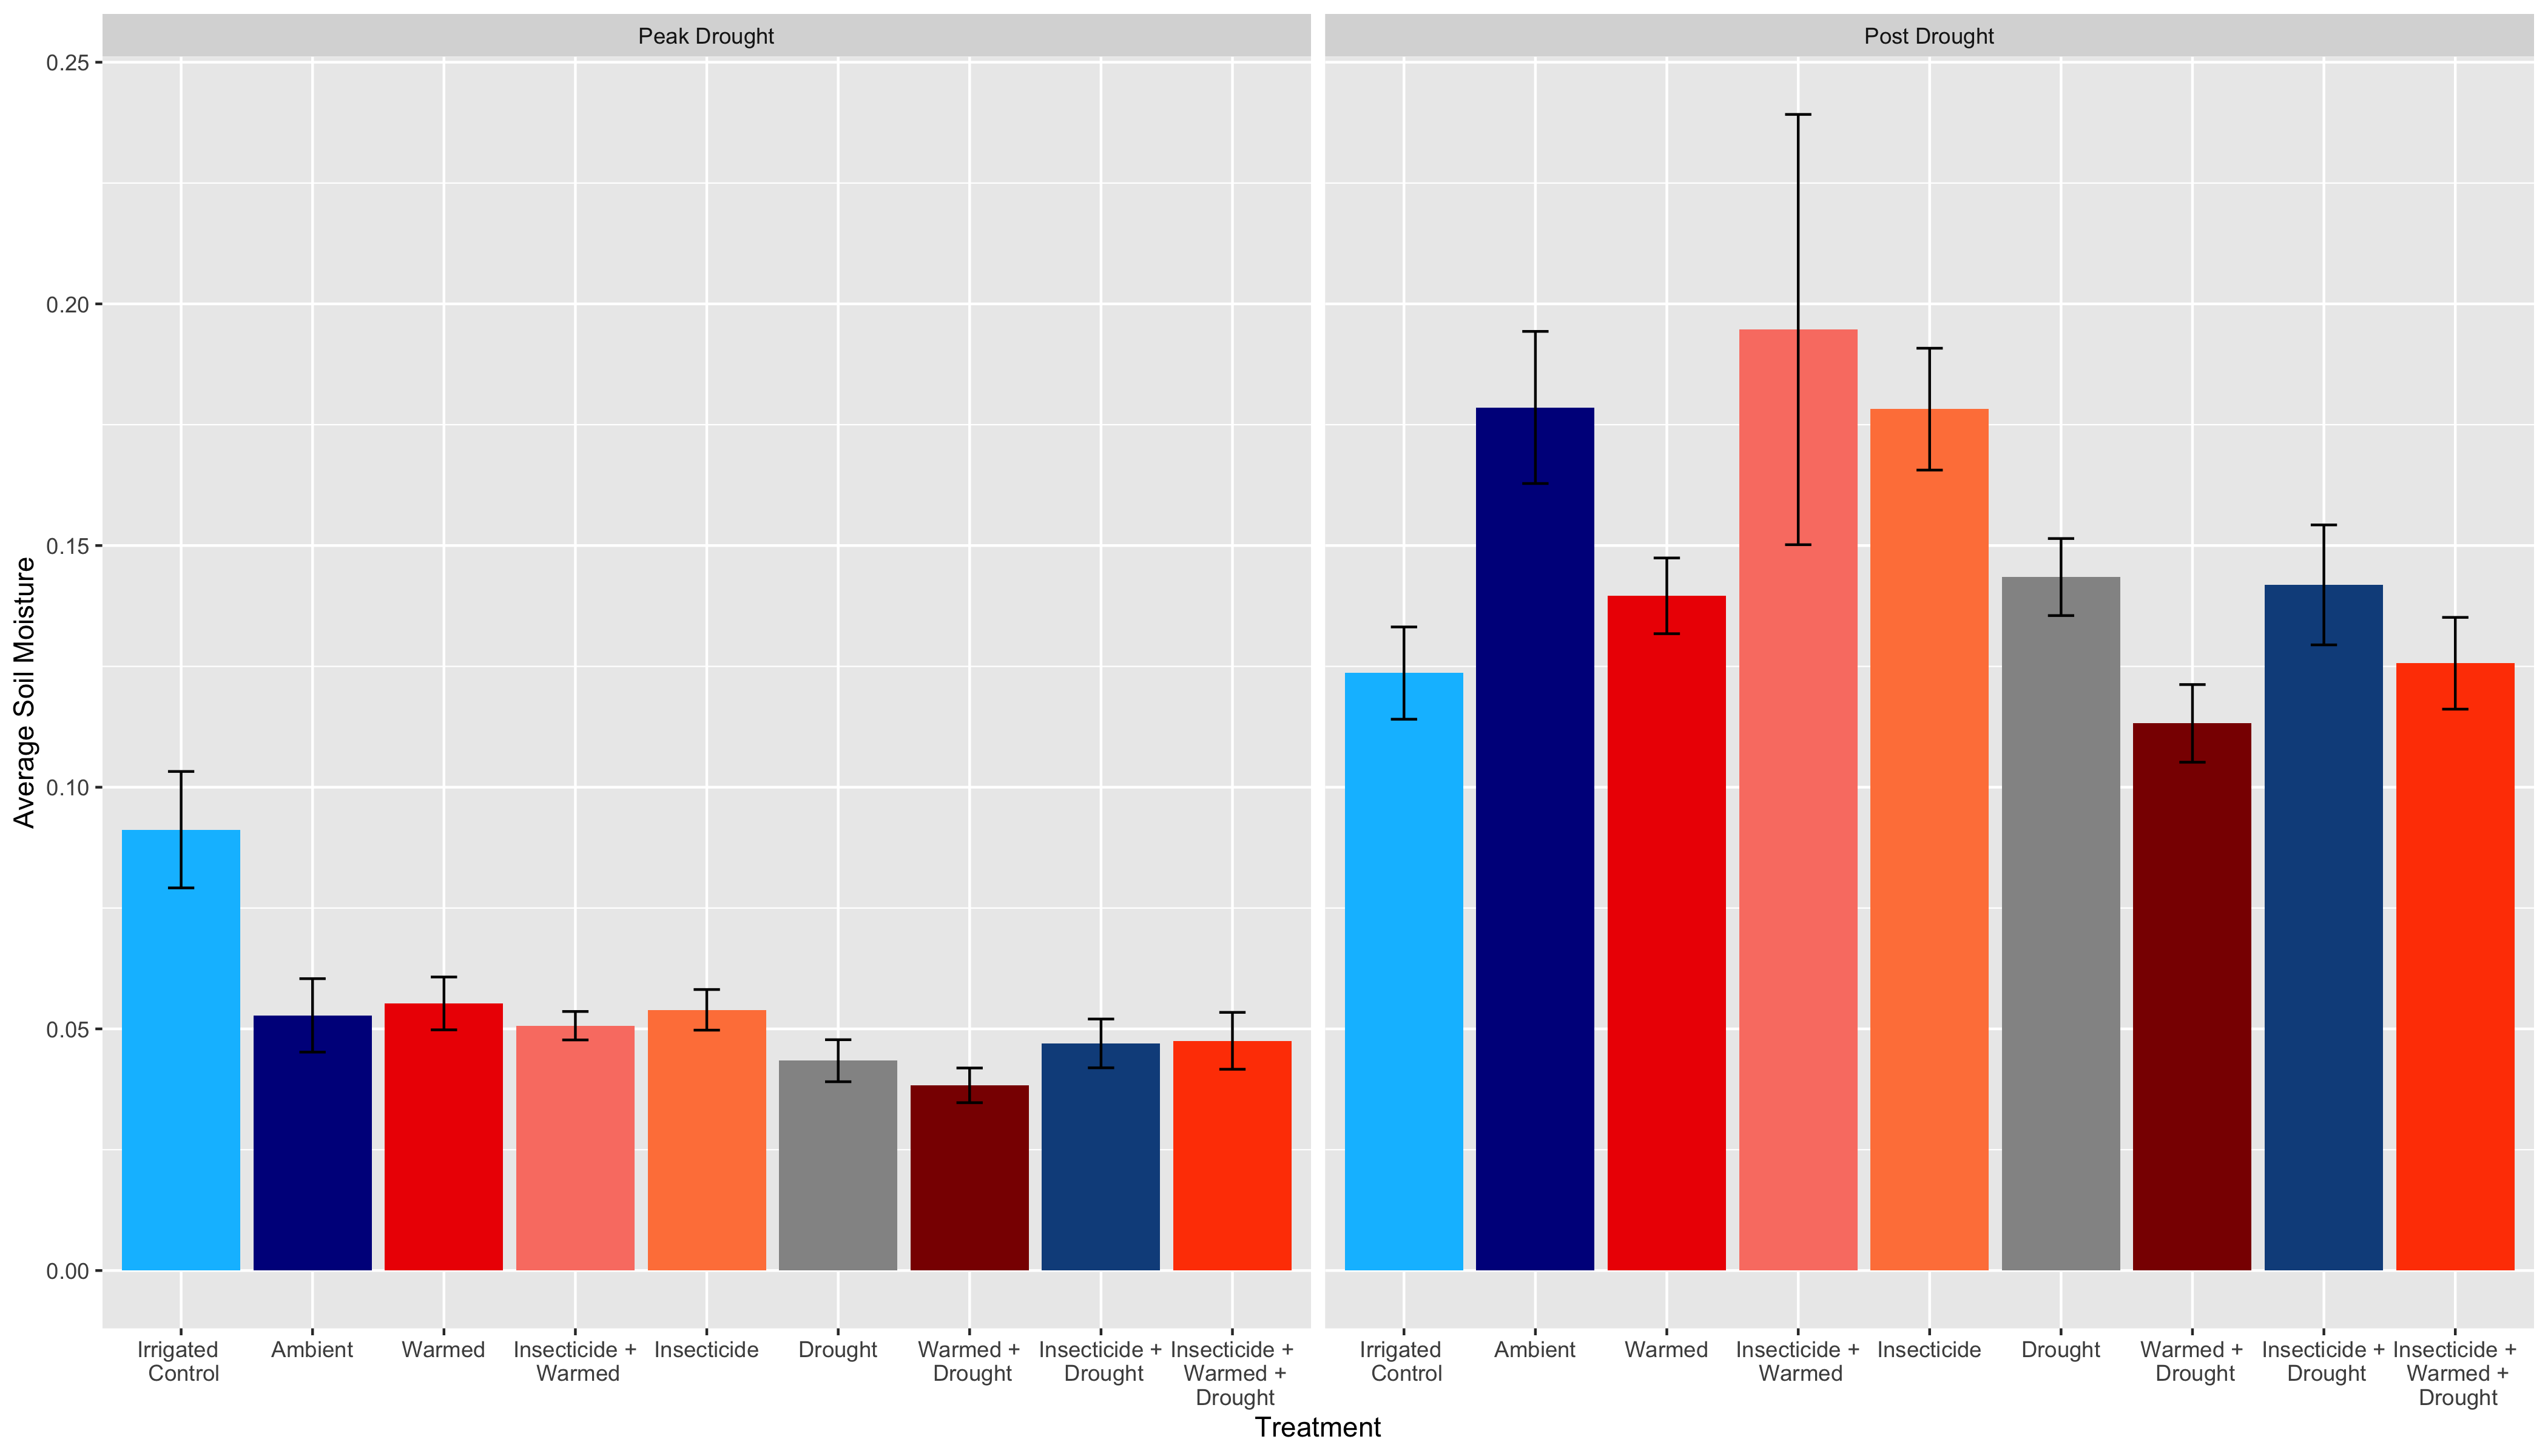 Peak Drought
Post Drought
Average Soil Moisture
0.25
0.20
0.15
0.10
0.05
0.00
Irrigated
Control
Ambient
Warmed
Insecticide +
Warmed
Insecticide
Drought
Warmed +
Drought
Insecticide +
Drought
Insecticide +
Warmed +
Drought
Irrigated
Control
Ambient
Warmed
Insecticide +
Warmed
Insecticide
Drought
Warmed +
Drought
Insecticide +
Drought
Insecticide +
Warmed +
Drought
Treatment